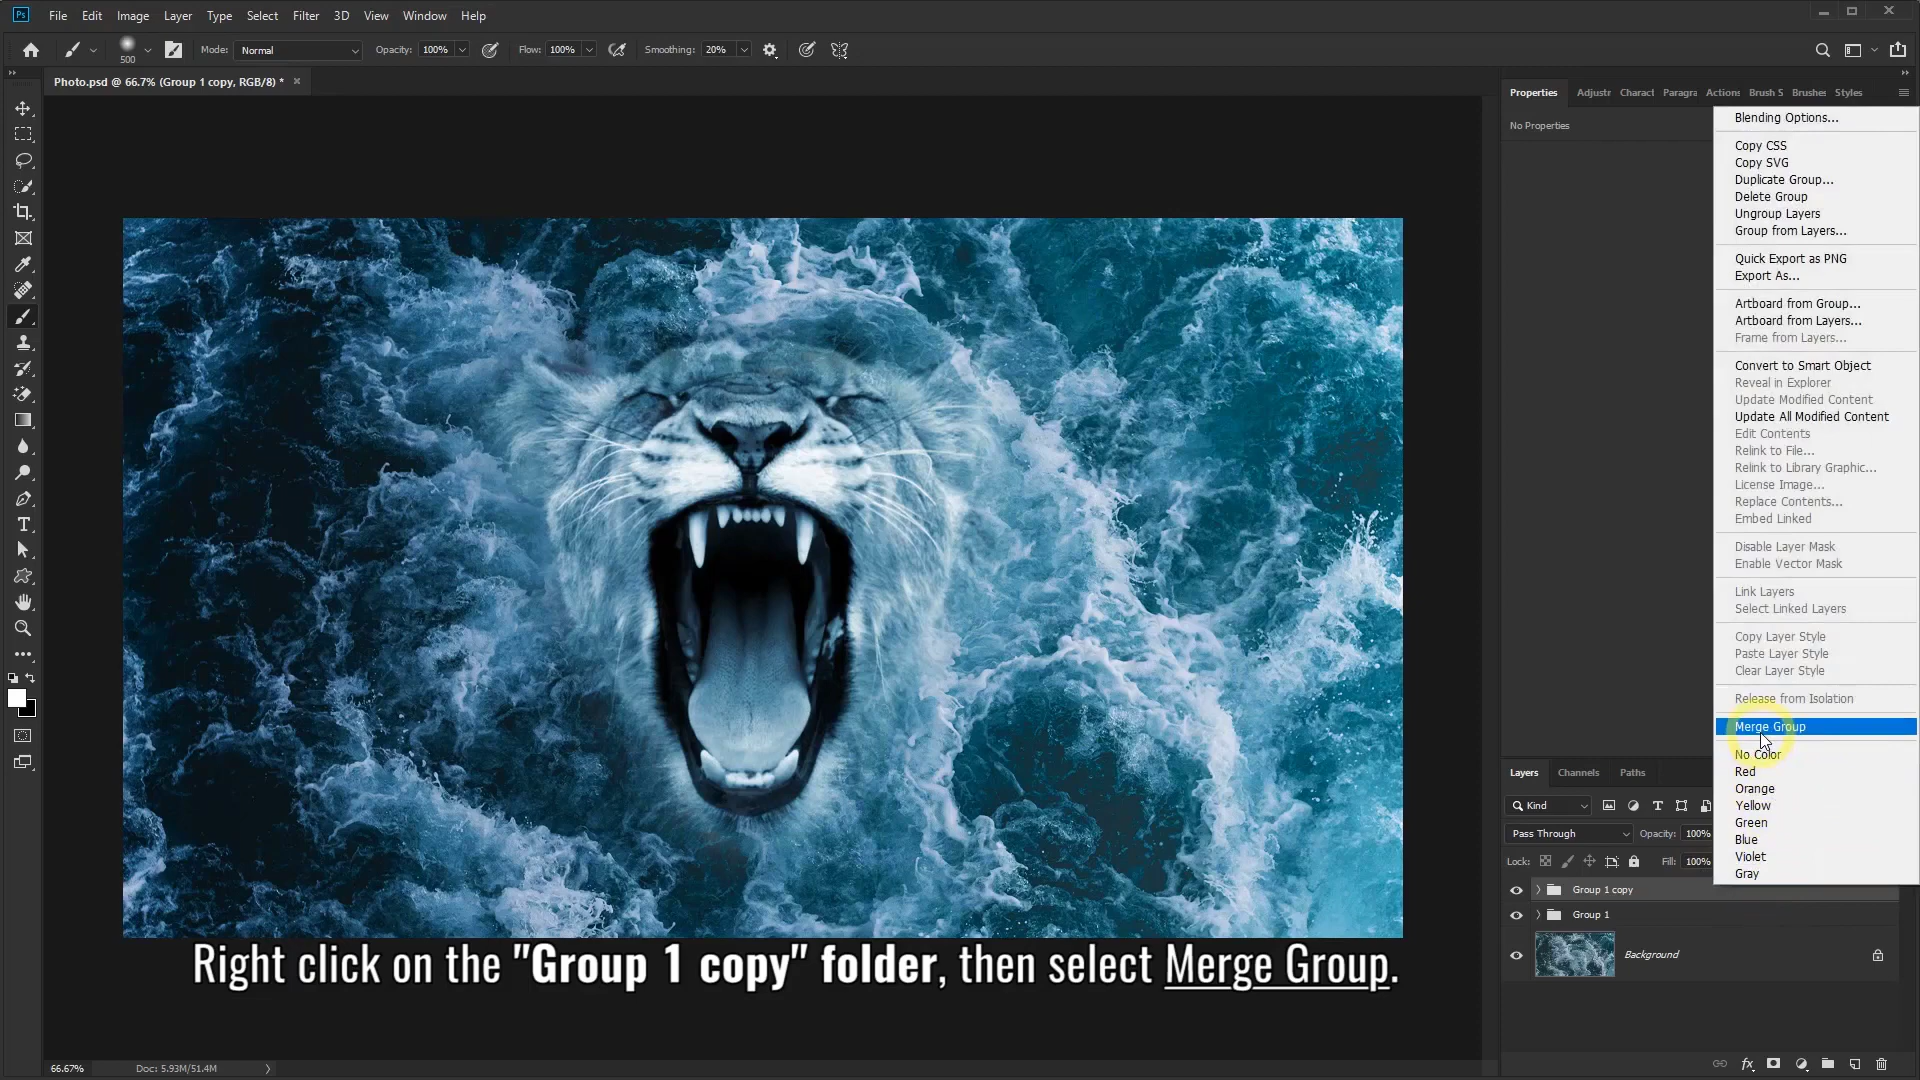 Ps File Edit Image Layer Type Select Filter 3D View Window Help
500 Mode: Normal Opacity: 100% Flow: 100% Smoothing: 20%
Photo.psd @ 66.7% (Group 1 copy, RGB/8) *
Properties Adjustr Charact Paragra Actions Brush S Brushes Styles
No Properties
Blending Options...
Copy CSS
Copy SVG
Duplicate Group...
Delete Group
Ungroup Layers
Group from Layers...
Quick Export as PNG
Export As...
Artboard from Group...
Artboard from Layers...
Frame from Layers...
Convert to Smart Object
Reveal in Explorer
Update Modified Content
Update All Modified Content
Edit Contents
Relink to File...
Relink to Library Graphic...
License Image...
Replace Contents...
Embed Linked
Disable Layer Mask
Enable Vector Mask
Link Layers
Select Linked Layers
Copy Layer Style
Paste Layer Style
Clear Layer Style
Release from Isolation
Merge Group
No Color
Red
Orange
Yellow
Green
Blue
Violet
Gray
Layers Channels Paths
Kind
Pass Through Opacity: 100%
Lock: Fill: 100%
Group 1 copy
Group 1
Background
Right click on the "Group 1 copy" folder, then select Merge Group.
66.67% Doc: 5.93M/51.4M
fx